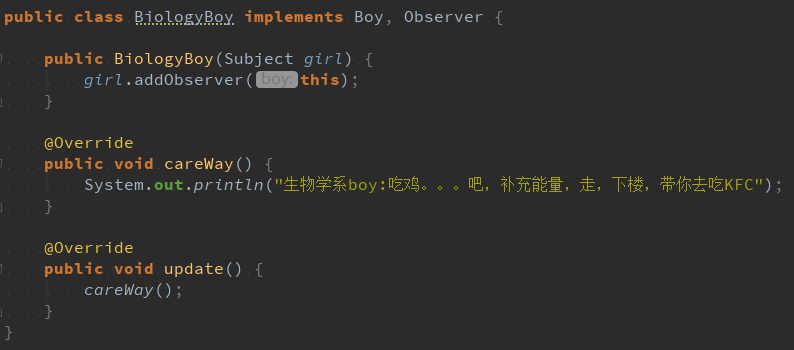 public class BiologyBoy implements Boy, Observer {
public BiologyBoy(Subject girl) {
girl.addObserver( boy: this);
}
@Override
public void careWay() {
System.out.println("生物学系boy:吃鸡。。。吧，补充能量，走，下楼，带你去吃KFC");
}
@Override
public void update() {
careWay();
}
}